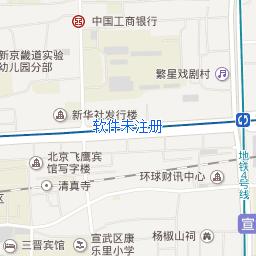 中国工商银行
新京畿道实验
幼儿园分部
繁星戏剧村
新华社发行楼
软件未注册
北京飞鹰宾
馆写字楼
地铁4号线
环球财讯中心
清真寺
区
宣
三晋宾馆
宣武区康
乐里小学
杨椒山祠